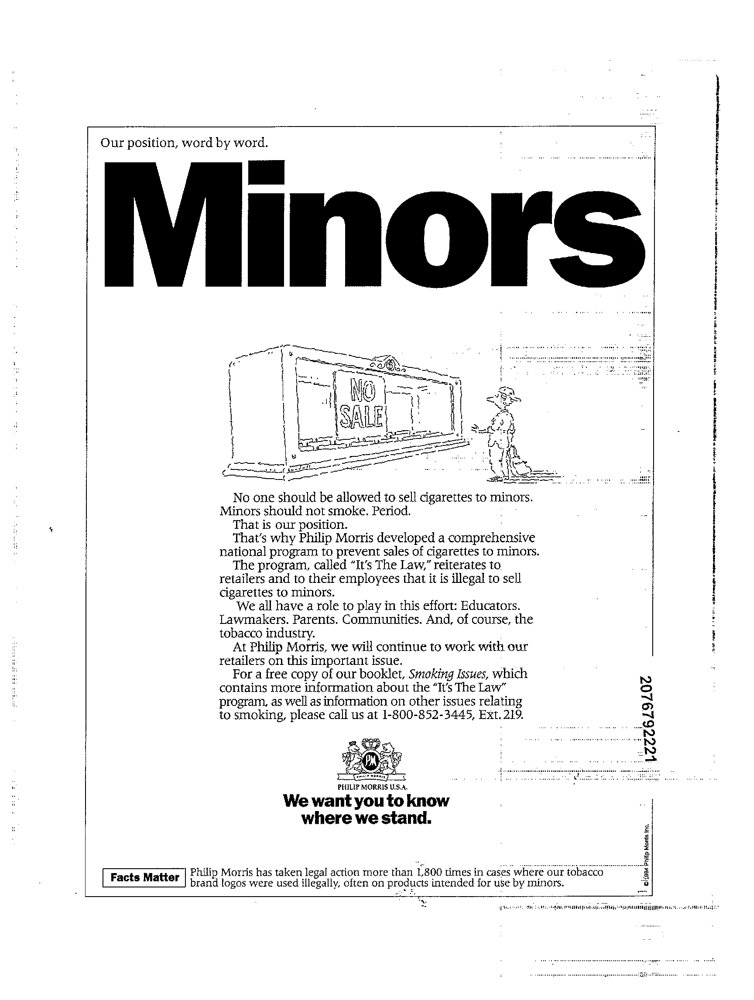 Our position, word by word.
Minors
NO
SALE
No one should be allowed to sell cigarettes to minors.
Minors should not smoke. Period.
That is our position.
That's why Philip Morris developed a comprehensive
national program to prevent sales of cigarettes to minors.
The program, called "It's The Law," reiterates to
retailers and to their employees that it is illegal to sell
cigarettes to minors.
We all have a role to play in this effort: Educators.
Lawmakers. Parents. Communities. And, of course, the
tobacco industry.
At Philip Morris, we will continue to work with our
retailers on this important issue.
For a free copy of our booklet, Smoking Issues, which
contains more information about the "It's The Law"
program, as well as information on other issues relating
to smoking, please call us at 1-800-852-3445, Ext. 219.
PM
PHILIP MORRIS
PHILIP MORRIS U.S.A.
We want you to know
where we stand.
Facts Matter
Philip Morris has taken legal action more than 1,800 times in cases where our tobacco
brand logos were used illegally, often on products intended for use by minors.
2076792221
Philip Morris Inc.